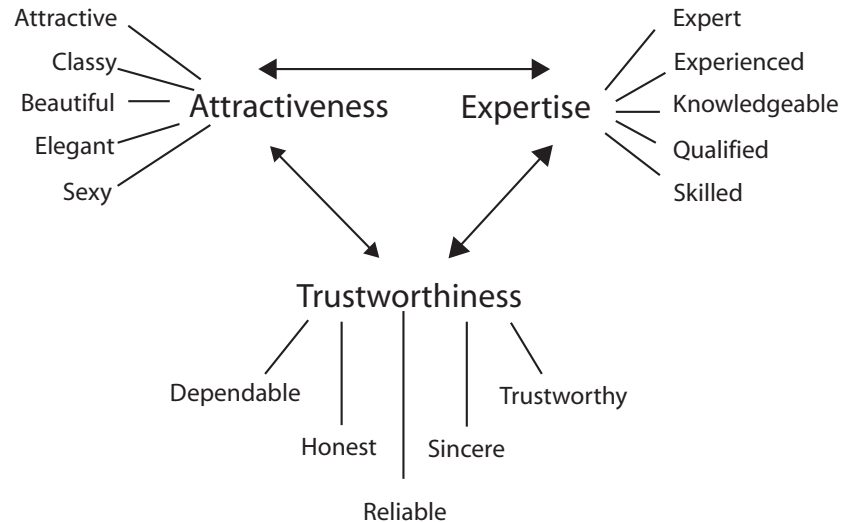 Attractive
Classy
Beautiful
Elegant
Sexy
Attractiveness
Expertise
Expert
Experienced
Knowledgeable
Qualified
Skilled
Trustworthiness
Dependable
Honest
Reliable
Sincere
Trustworthy